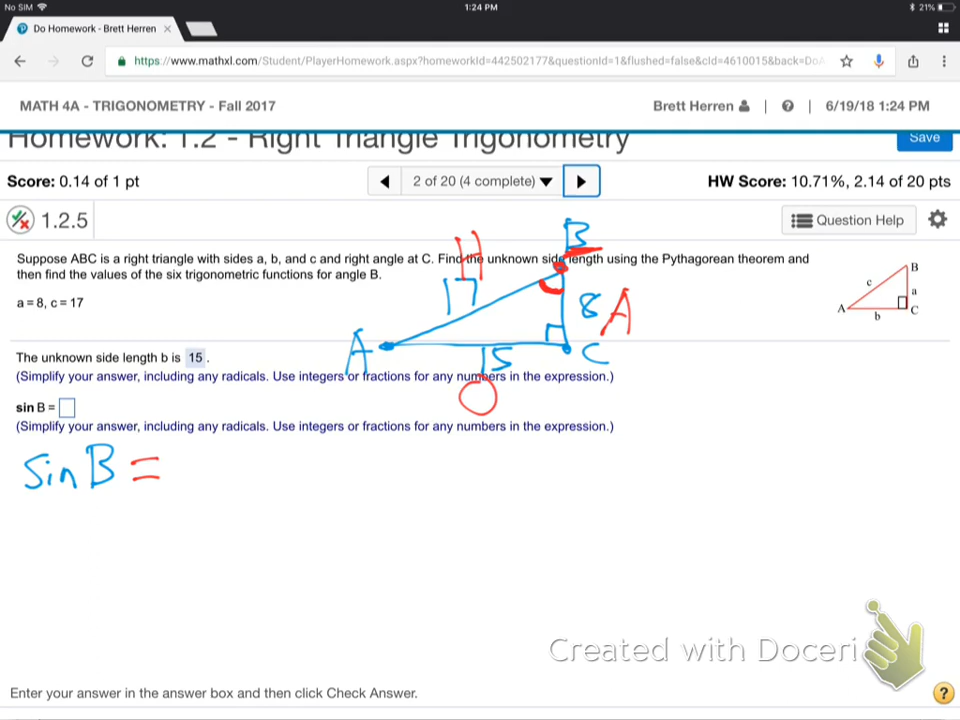 No SIM 1:24 PM 21%
Do Homework - Brett Herren ×
https://www.mathxl.com/Student/PlayerHomework.aspx?homeworkId=442502177&questionId=1&flushed=false&cld=4610015&back=DoA
MATH 4A - TRIGONOMETRY - Fall 2017 Brett Herren | ? | 6/19/18 1:24 PM
Homework: 1.2 - Right Triangle Trigonometry Save
Score: 0.14 of 1 pt 2 of 20 (4 complete) HW Score: 10.71%, 2.14 of 20 pts
1.2.5 Question Help
Suppose ABC is a right triangle with sides a, b, and c and right angle at C. Find the unknown side length using the Pythagorean theorem and
then find the values of the six trigonometric functions for angle B.
a = 8, c = 17
B
c
a
A
C
b
B
H
17
8 A
A
C
15
O
The unknown side length b is 15 .
(Simplify your answer, including any radicals. Use integers or fractions for any numbers in the expression.)
sin B =
(Simplify your answer, including any radicals. Use integers or fractions for any numbers in the expression.)
sin B =
Created with Doceri
Enter your answer in the answer box and then click Check Answer. ?